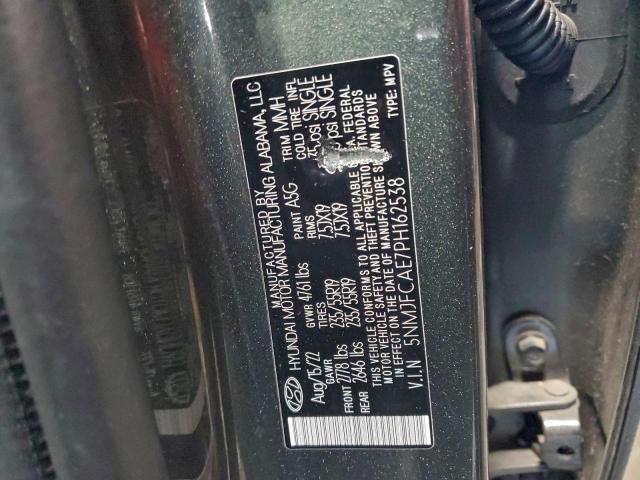 MANUFACTURED BY
HYUNDAI MOTOR MANUFACTURING ALABAMA, LLC
Aug/15/22 GVWR 4761 lbs PAINT A5G TRIM MMH
GAWR TIRES RIMS COLD TIRE INFL
FRONT 2778 lbs 235/55R19 7.5JX19 psi SINGLE
REAR 2646 lbs 235/55R19 7.5JX19 psi SINGLE
THIS VEHICLE CONFORMS TO ALL APPLICABLE FEDERAL
MOTOR VEHICLE SAFETY AND THEFT PREVENTION STANDARDS
IN EFFECT ON THE DATE OF MANUFACTURE SHOWN ABOVE
V.I.N 5NMJFCAE7PH162538 TYPE: MPV